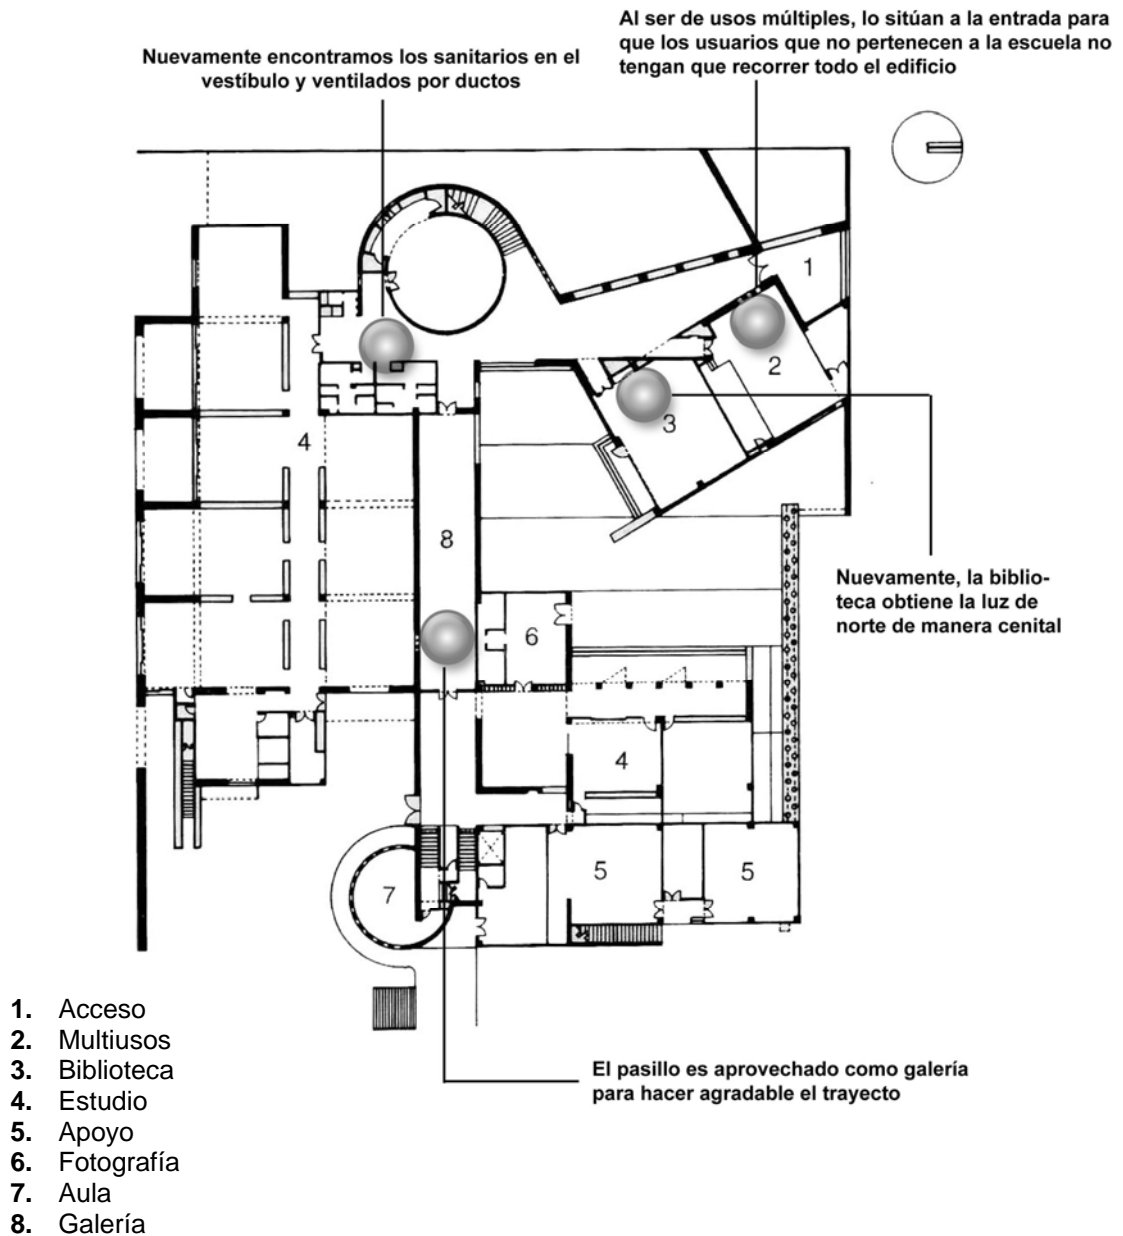 Al ser de usos múltiples, lo sitúan a la entrada para
que los usuarios que no pertenecen a la escuela no
tengan que recorrer todo el edificio
Nuevamente encontramos los sanitarios en el
vestíbulo y ventilados por ductos
1
2
3
4
8
Nuevamente, la biblio-
teca obtiene la luz de
norte de manera cenital
6
4
5
5
7
1. Acceso
2. Multiusos
3. Biblioteca
4. Estudio
5. Apoyo
6. Fotografía
7. Aula
8. Galería
El pasillo es aprovechado como galería
para hacer agradable el trayecto